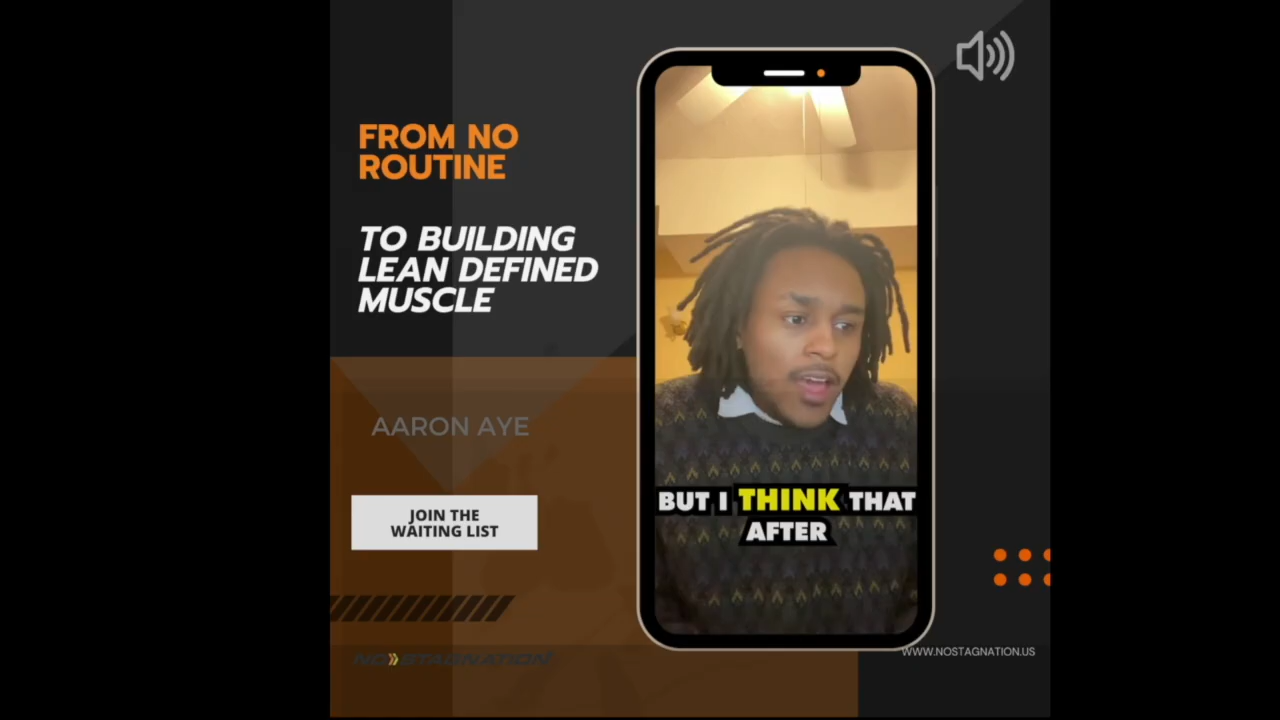 FROM NO
ROUTINE
TO BUILDING
LEAN DEFINED
MUSCLE
AARON AYE
JOIN THE
WAITING LIST
NO»STAGNATION
BUT I THINK THAT
AFTER
WWW.NOSTAGNATION.US